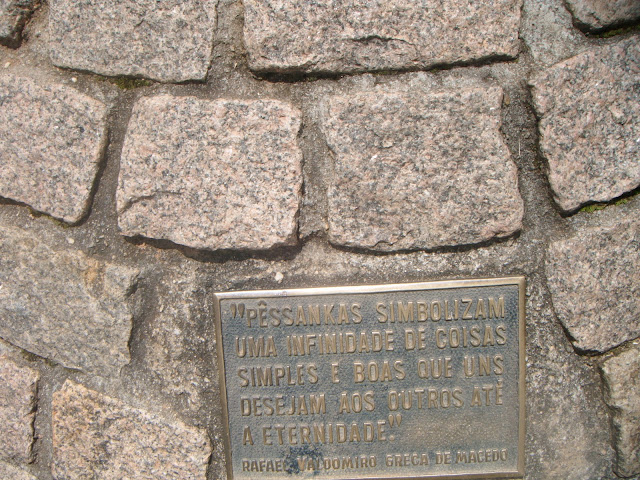 "PÊSSANKAS SIMBOLIZAM
UMA INFINIDADE DE COISAS
SIMPLES E BOAS QUE UNS
DESEJAM AOS OUTROS ATÉ
A ETERNIDADE."
RAFAEL VALDOMIRO GRECA DE MACEDO